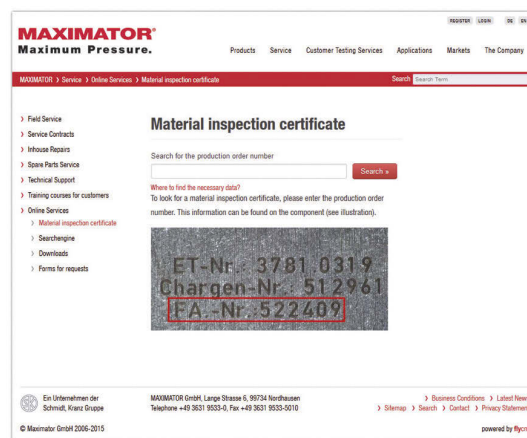 REGISTER LOGIN DE EN
MAXIMATOR®
Maximum Pressure.
Products Service Customer Testing Services Applications Markets The Company
MAXIMATOR > Service > Online Services > Material inspection certificate
Search Search Term
> Field Service
> Service Contracts
> Inhouse Repairs
> Spare Parts Service
> Technical Support
> Training courses for customers
> Online Services
> Material inspection certificate
> Searchengine
> Downloads
> Forms for requests
Material inspection certificate
Search for the production order number
Search »
Where to find the necessary data?
To look for a material inspection certificate, please enter the production order
number. This information can be found on the component (see illustration).
ET-Nr.: 3781 0319
Chargen-Nr.: 512961
FA.-Nr.:522409
Ein Unternehmen der
Schmidt, Kranz Gruppe
MAXIMATOR GmbH, Lange Strasse 6, 99734 Nordhausen
Telephone +49 3631 9533-0, Fax +49 3631 9533-5010
> Business Conditions > Latest New
> Sitemap > Search > Contact > Privacy Statemen
© Maximator GmbH 2006-2015
powered by flyc